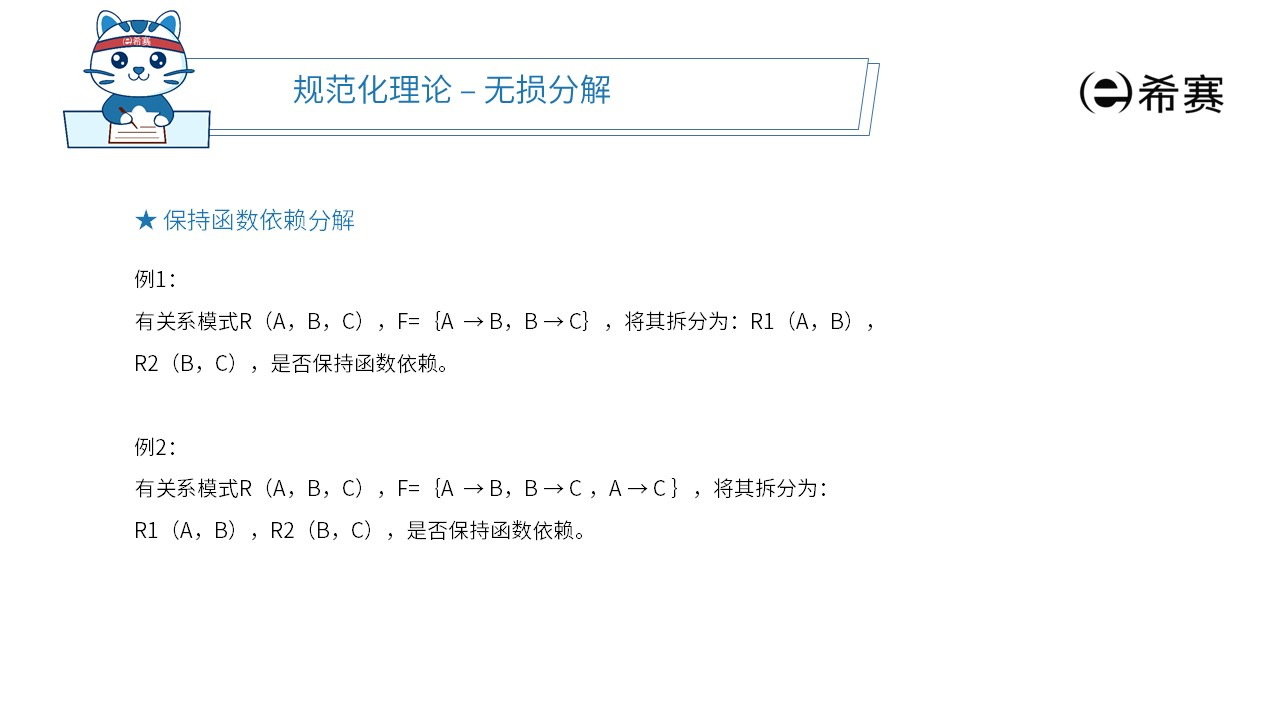 希赛
规范化理论 – 无损分解
希赛
★ 保持函数依赖分解
例1：
有关系模式R（A，B，C），F=｛A → B，B → C｝，将其拆分为：R1（A，B），
R2（B，C），是否保持函数依赖。
例2：
有关系模式R（A，B，C），F=｛A → B，B → C ，A → C ｝，将其拆分为：
R1（A，B），R2（B，C），是否保持函数依赖。